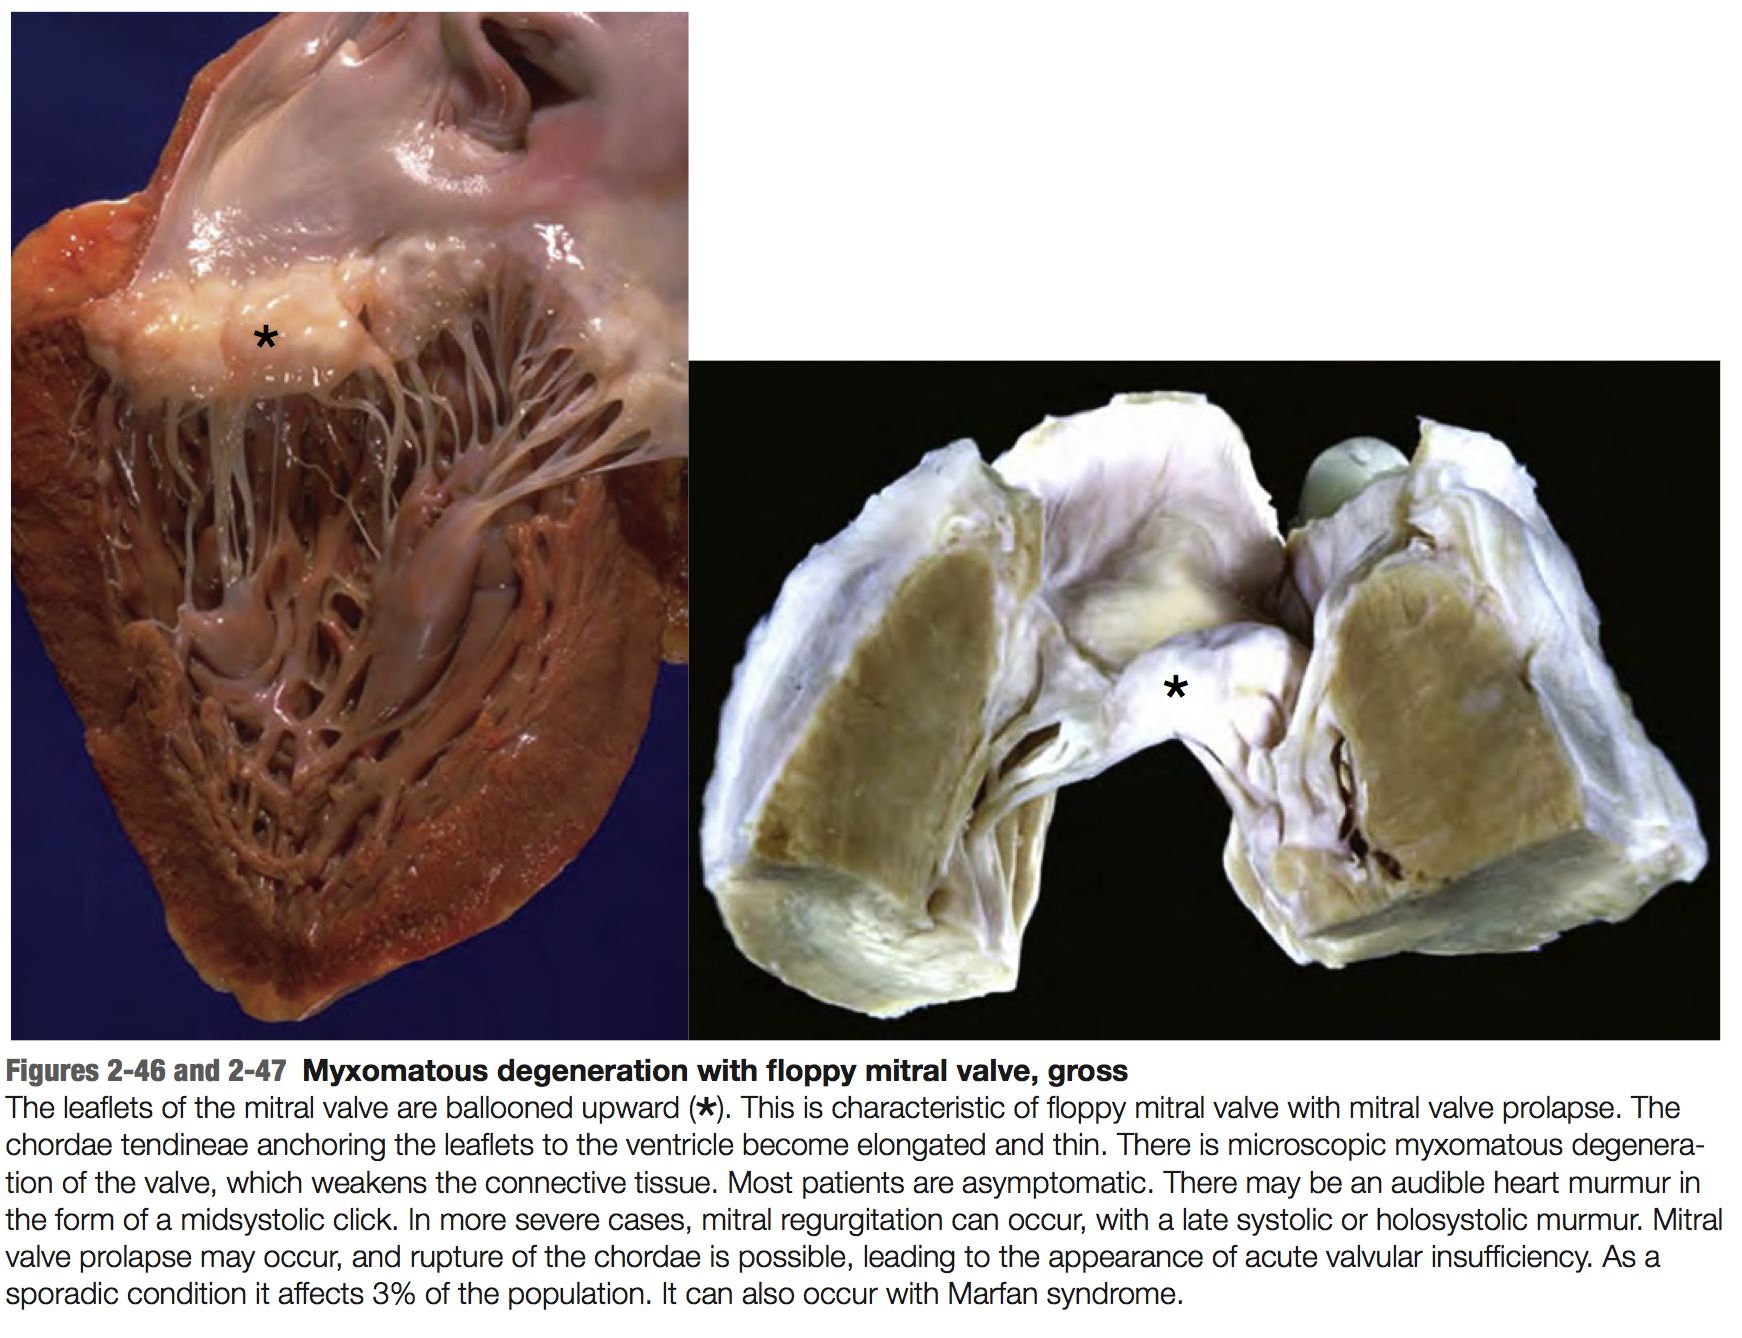 *
*
Figures 2-46 and 2-47 Myxomatous degeneration with floppy mitral valve, gross
The leaflets of the mitral valve are ballooned upward (*). This is characteristic of floppy mitral valve with mitral valve prolapse. The
chordae tendineae anchoring the leaflets to the ventricle become elongated and thin. There is microscopic myxomatous degenera-
tion of the valve, which weakens the connective tissue. Most patients are asymptomatic. There may be an audible heart murmur in
the form of a midsystolic click. In more severe cases, mitral regurgitation can occur, with a late systolic or holosystolic murmur. Mitral
valve prolapse may occur, and rupture of the chordae is possible, leading to the appearance of acute valvular insufficiency. As a
sporadic condition it affects 3% of the population. It can also occur with Marfan syndrome.